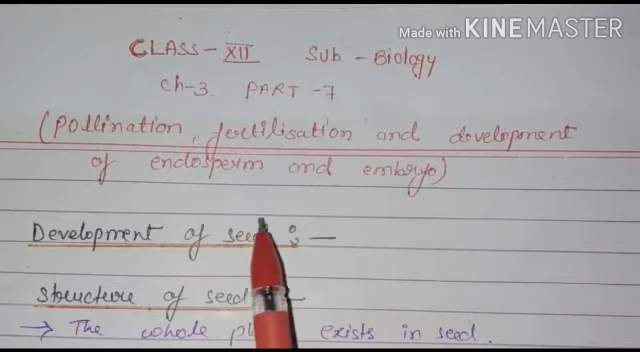 Made with KINEMASTER
CLASS - XII Sub - Biology
Ch-3 PART - 7
(Pollination, fertilisation and development
of endosperm and embryo)
Development of seed :-
Structure of seed -
→ The whole exists in seed.